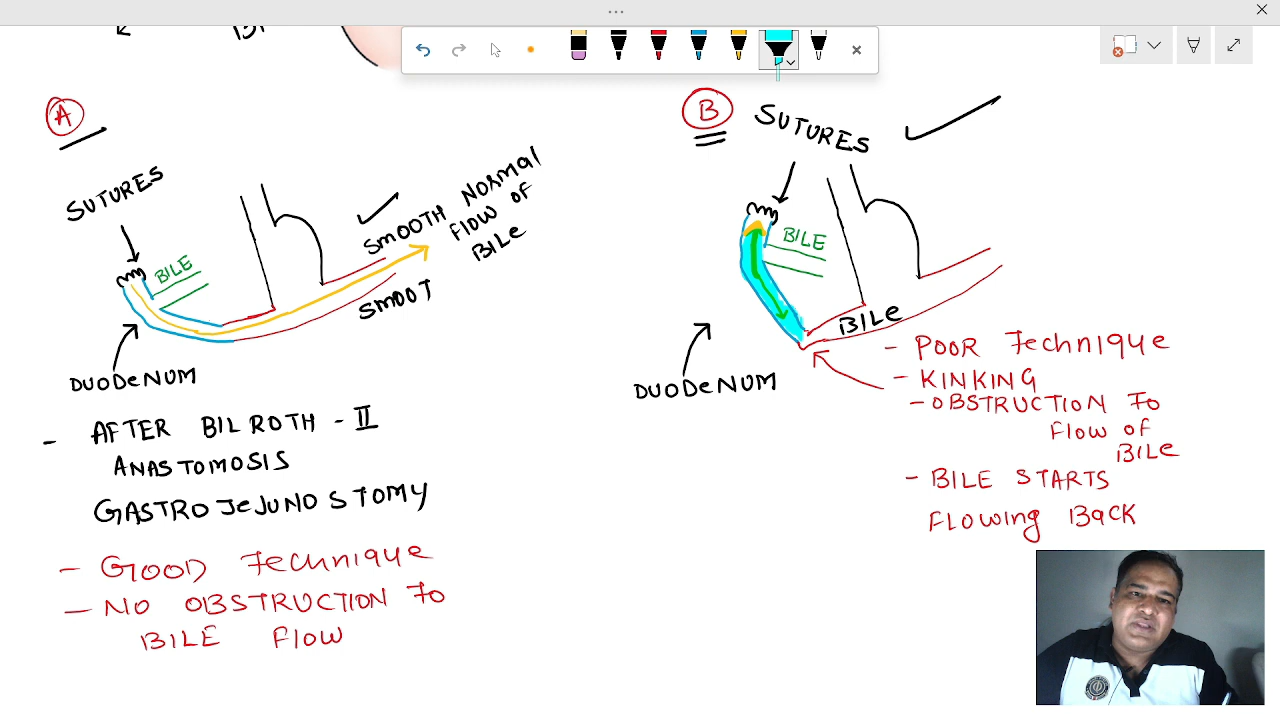 A
SUTURES
BILE
SMOOTH NORMAL
FLOW OF
BILE
SMOOT
DUODENUM
- AFTER BILROTH - II
ANASTOMOSIS
GASTROJEJUNOSTOMY
- GOOD TECHNIQUE
- NO OBSTRUCTION TO
BILE FLOW
B
SUTURES
BILE
BILE
DUODENUM
- POOR TECHNIQUE
- KINKING
- OBSTRUCTION TO
FLOW OF
BILE
- BILE STARTS
FLOWING BACK